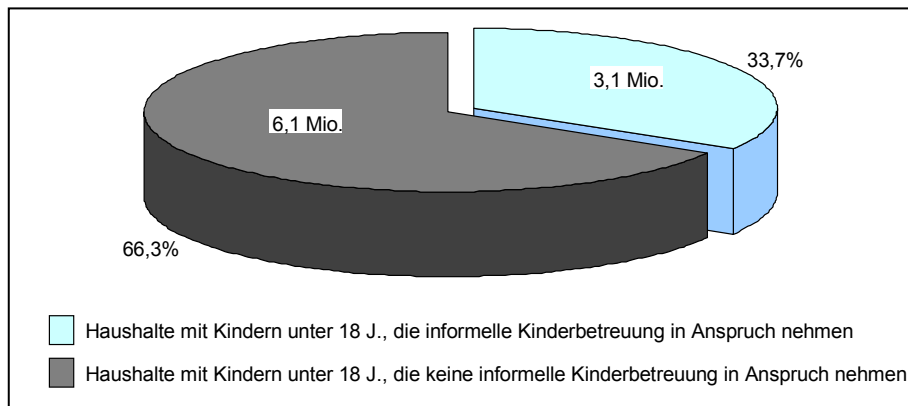 33,7%
3,1 Mio.
6,1 Mio.
66,3%
Haushalte mit Kindern unter 18 J., die informelle Kinderbetreuung in Anspruch nehmen
Haushalte mit Kindern unter 18 J., die keine informelle Kinderbetreuung in Anspruch nehmen